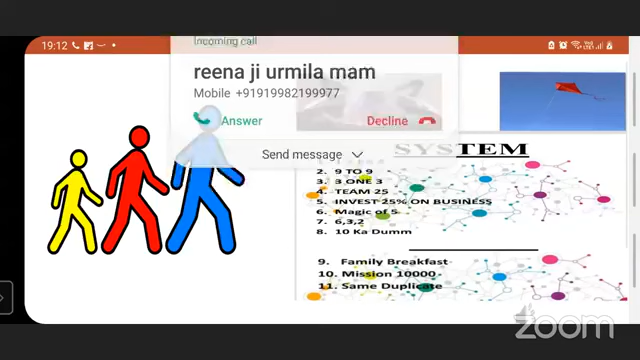 19:12
Incoming call
reena ji urmila mam
Mobile +91919982199977
Answer
Decline
Send message
SYSTEM
2. 9 TO 9
3. 3 ONE 3
4. TEAM 25
5. INVEST 25% ON BUSINESS
6. Magic of 5
7. 6,3,2
8. 10 Ka Dumm
9. Family Breakfast
10. Mission 10000
11. Same Duplicate
zoom